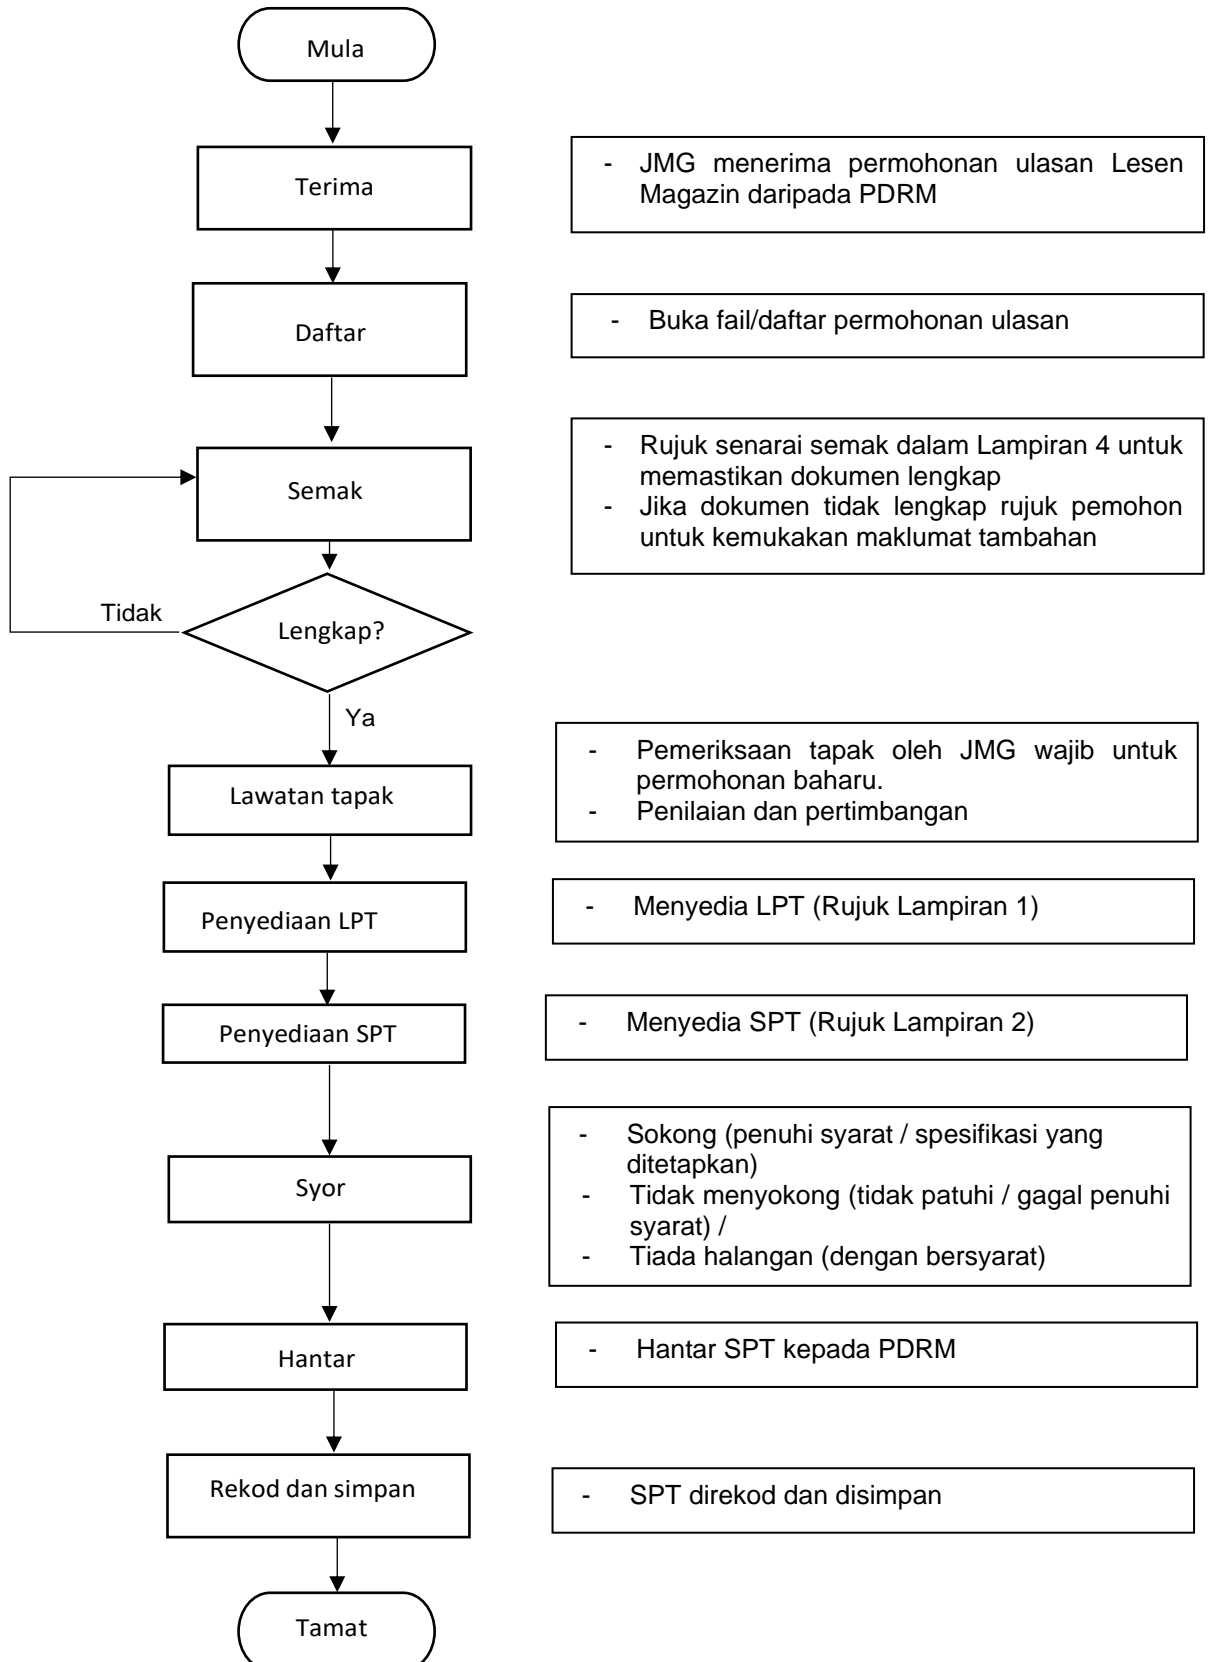 Mula
Terima
- JMG menerima permohonan ulasan Lesen
Magazin daripada PDRM
Daftar
- Buka fail/daftar permohonan ulasan
Semak
- Rujuk senarai semak dalam Lampiran 4 untuk
memastikan dokumen lengkap
- Jika dokumen tidak lengkap rujuk pemohon
untuk kemukakan maklumat tambahan
Tidak
Lengkap?
Ya
Lawatan tapak
- Pemeriksaan tapak oleh JMG wajib untuk
permohonan baharu.
- Penilaian dan pertimbangan
Penyediaan LPT
- Menyedia LPT (Rujuk Lampiran 1)
Penyediaan SPT
- Menyedia SPT (Rujuk Lampiran 2)
Syor
- Sokong (penuhi syarat / spesifikasi yang
ditetapkan)
- Tidak menyokong (tidak patuhi / gagal penuhi
syarat) /
- Tiada halangan (dengan bersyarat)
Hantar
- Hantar SPT kepada PDRM
Rekod dan simpan
- SPT direkod dan disimpan
Tamat